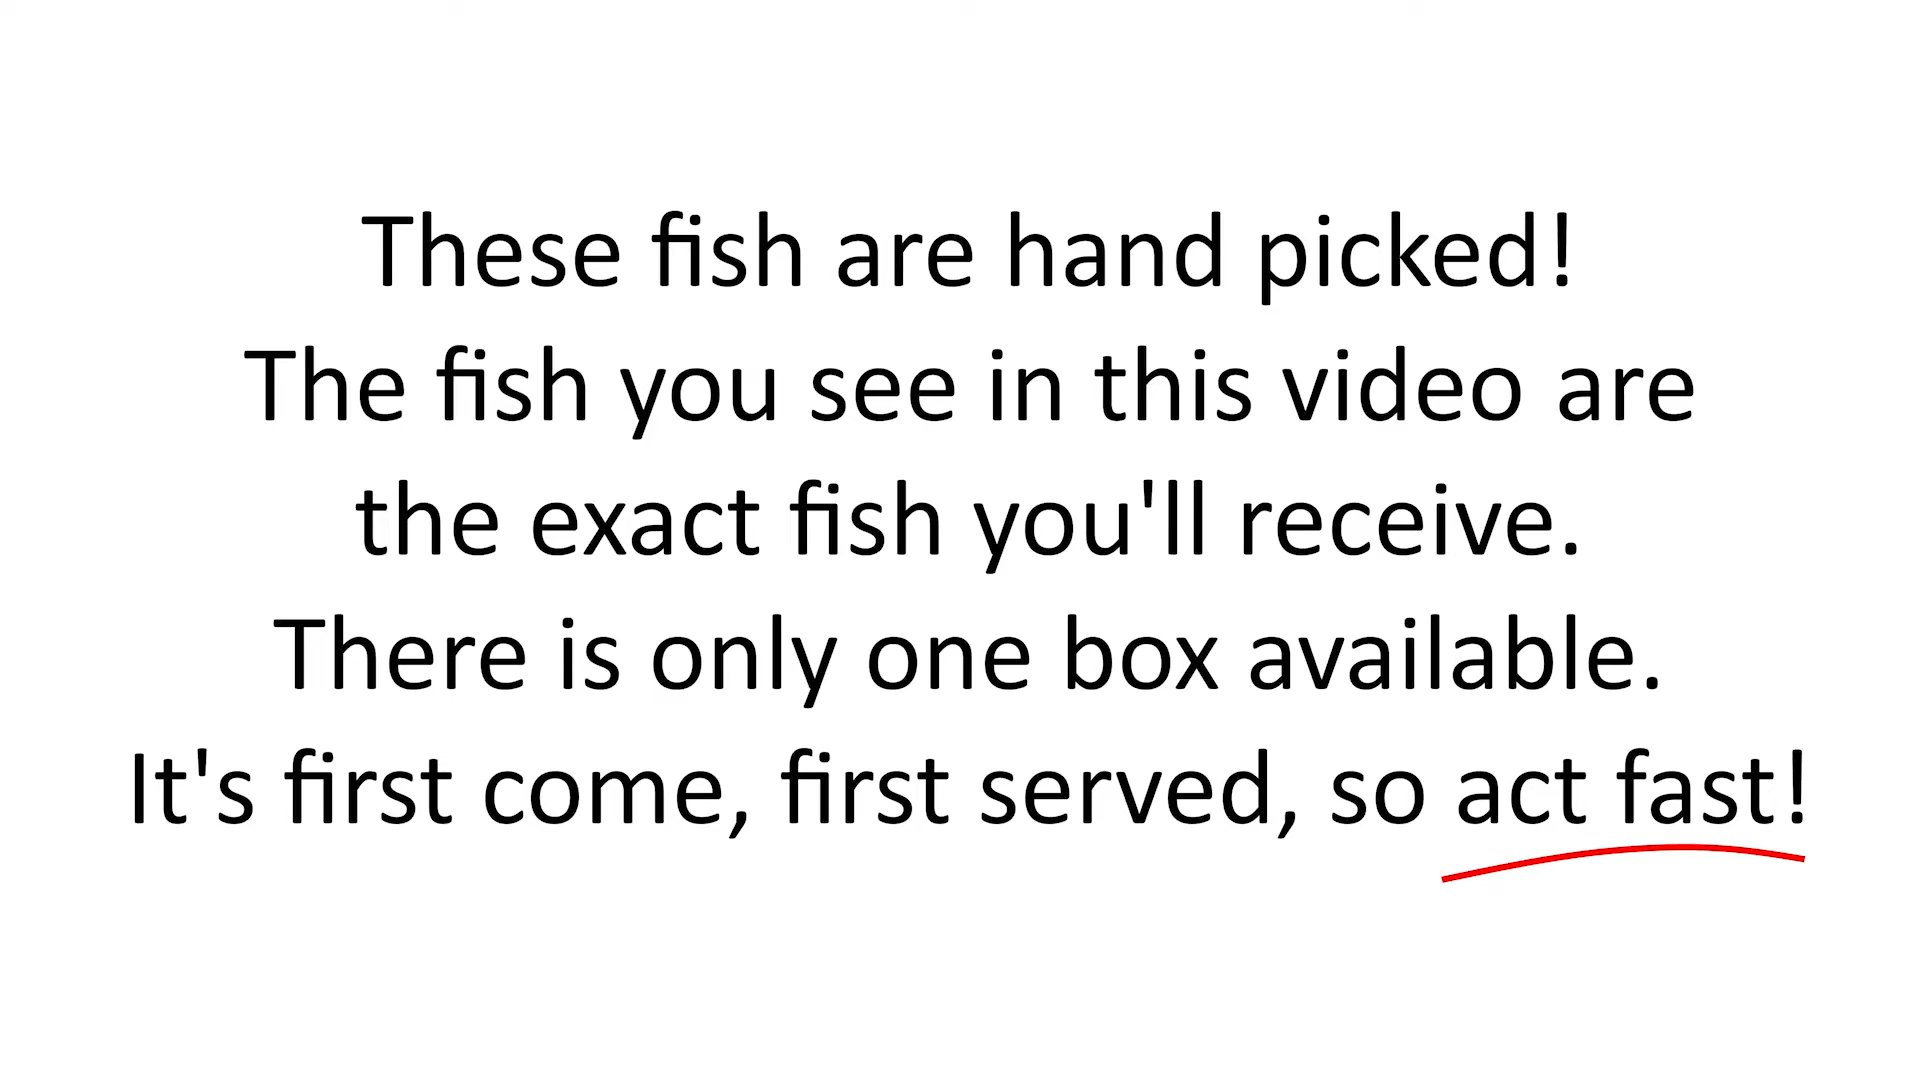 These fish are hand picked!
The fish you see in this video are
the exact fish you'll receive.
There is only one box available.
It's first come, first served, so act fast!